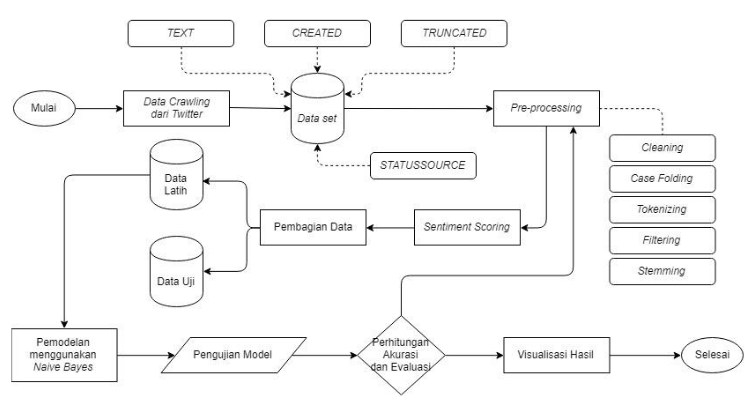 TEXT
CREATED
TRUNCATED
Mulai
Data Crawling
dari Twitter
Data set
Pre-processing
STATUSSOURCE
Cleaning
Case Folding
Tokenizing
Filtering
Stemming
Data
Latih
Pembagian Data
Sentiment Scoring
Data Uji
Pemodelan
menggunakan
Naive Bayes
Pengujian Model
Perhitungan
Akurasi
dan Evaluasi
Visualisasi Hasil
Selesai